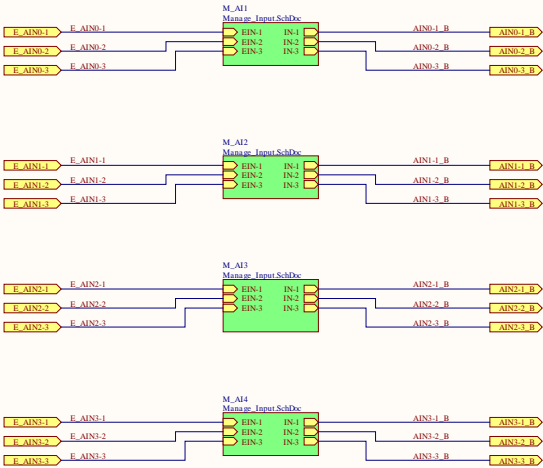 M_AI1
Manage_Input.SchDoc
E_AIN0-1 E_AIN0-1 EIN-1 IN-1 AIN0-1_B AIN0-1_B
E_AIN0-2 E_AIN0-2 EIN-2 IN-2 AIN0-2_B AIN0-2_B
E_AIN0-3 E_AIN0-3 EIN-3 IN-3 AIN0-3_B AIN0-3_B
M_AI2
Manage_Input.SchDoc
E_AIN1-1 E_AIN1-1 EIN-1 IN-1 AIN1-1_B AIN1-1_B
E_AIN1-2 E_AIN1-2 EIN-2 IN-2 AIN1-2_B AIN1-2_B
E_AIN1-3 E_AIN1-3 EIN-3 IN-3 AIN1-3_B AIN1-3_B
M_AI3
Manage_Input.SchDoc
E_AIN2-1 E_AIN2-1 EIN-1 IN-1 AIN2-1_B AIN2-1_B
E_AIN2-2 E_AIN2-2 EIN-2 IN-2 AIN2-2_B AIN2-2_B
E_AIN2-3 E_AIN2-3 EIN-3 IN-3 AIN2-3_B AIN2-3_B
M_AI4
Manage_Input.SchDoc
E_AIN3-1 E_AIN3-1 EIN-1 IN-1 AIN3-1_B AIN3-1_B
E_AIN3-2 E_AIN3-2 EIN-2 IN-2 AIN3-2_B AIN3-2_B
E_AIN3-3 E_AIN3-3 EIN-3 IN-3 AIN3-3_B AIN3-3_B